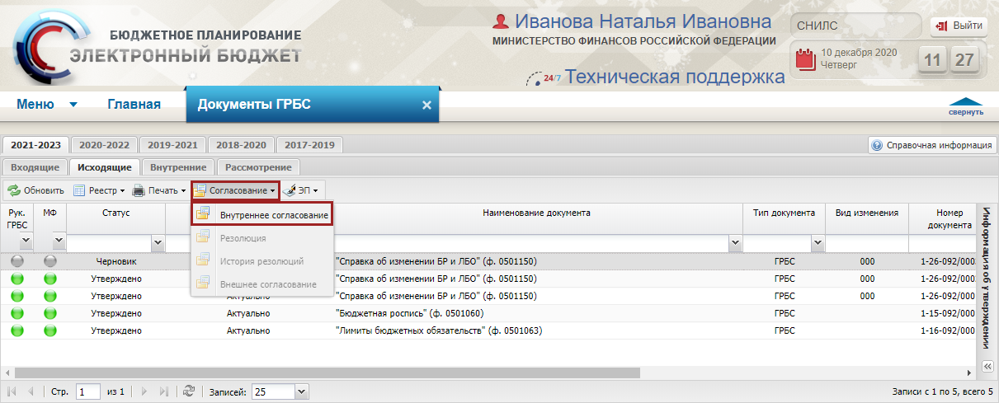 БЮДЖЕТНОЕ ПЛАНИРОВАНИЕ
ЭЛЕКТРОННЫЙ БЮДЖЕТ
Иванова Наталья Ивановна
МИНИСТЕРСТВО ФИНАНСОВ РОССИЙСКОЙ ФЕДЕРАЦИИ
24/7 Техническая поддержка
СНИЛС
Выйти
10 декабря 2020
Четверг
11 27
Меню Главная Документы ГРБС
свернуть
2021-2023 2020-2022 2019-2021 2018-2020 2017-2019
Справочная информация
Входящие Исходящие Внутренние Рассмотрение
Обновить Реестр Печать Согласование ЭП
Внутреннее согласование
Резолюция
История резолюций
Внешнее согласование
Рук. ГРБС МФ Статус Наименование документа Тип документа Вид изменения Номер документа
Черновик "Справка об изменении БР и ЛБО" (ф. 0501150) ГРБС 000 1-26-092/000
Утверждено "Справка об изменении БР и ЛБО" (ф. 0501150) ГРБС 000 1-26-092/000
Утверждено Актуально "Справка об изменении БР и ЛБО" (ф. 0501150) ГРБС 000 1-26-092/000
Утверждено Актуально "Бюджетная роспись" (ф. 0501060) ГРБС 1-15-092/000
Утверждено Актуально "Лимиты бюджетных обязательств" (ф. 0501063) ГРБС 1-16-092/000
Информация об утверждении
Стр. 1 из 1 Записей: 25
Записи с 1 по 5, всего 5